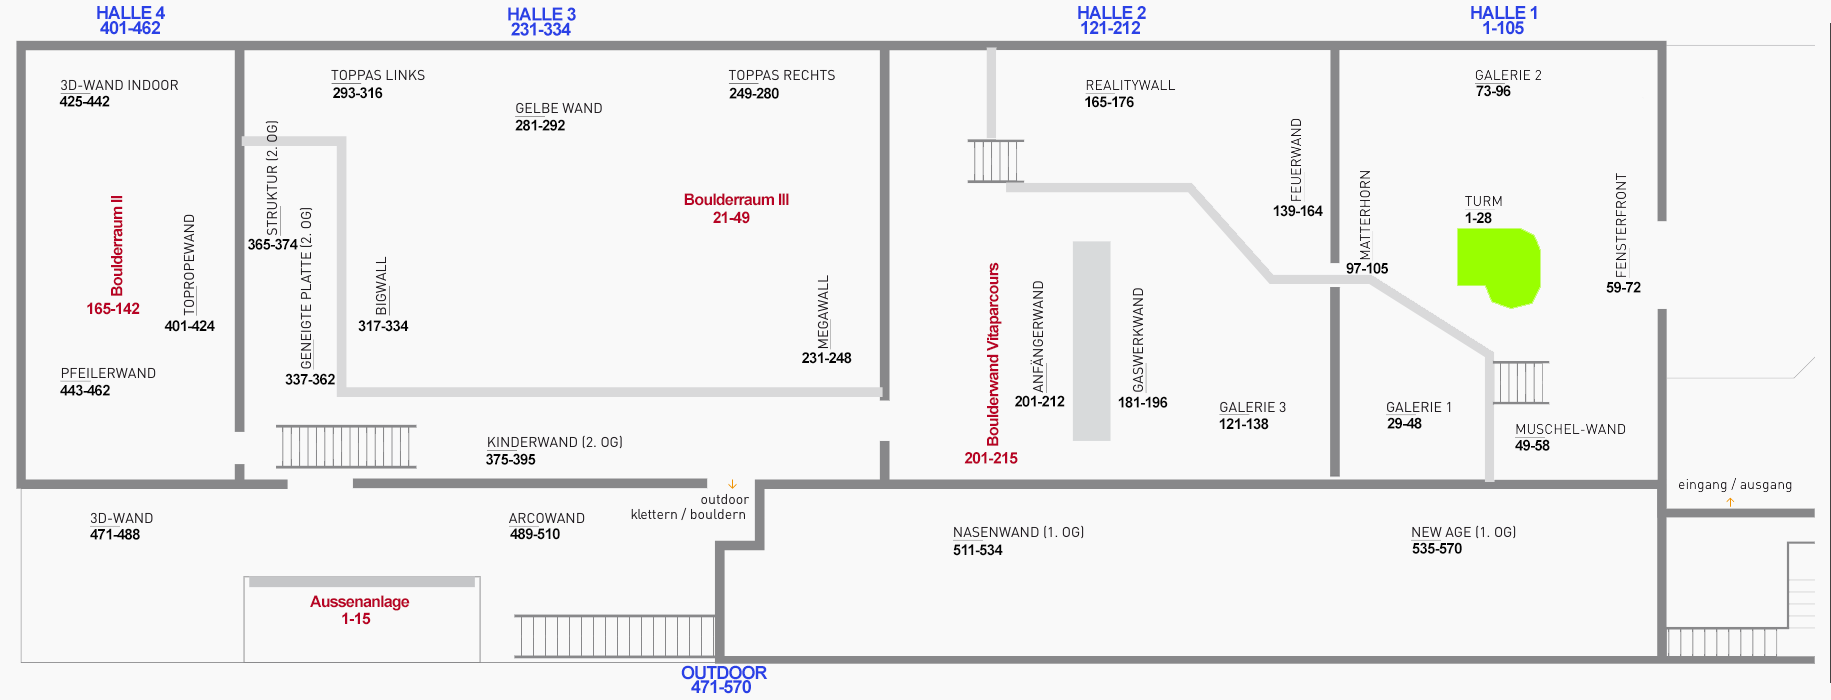 HALLE 4
401-462
HALLE 3
231-334
HALLE 2
121-212
HALLE 1
1-105
3D-WAND INDOOR
425-442
Boulderraum II
165-142
TOPROPEWAND
401-424
PFEILERWAND
443-462
TOPPAS LINKS
293-316
GELBE WAND
281-292
TOPPAS RECHTS
249-280
STRUKTUR (2. OG)
365-374
GENEIGTE PLATTE (2. OG)
337-362
BIGWALL
317-334
Boulderraum III
21-49
MEGAWALL
231-248
KINDERWAND (2. OG)
375-395
REALITYWALL
165-176
FEUERWAND
139-164
Boulderwand Vitaparcours
201-215
ANFÄNGERWAND
201-212
GASWERKWAND
181-196
GALERIE 3
121-138
GALERIE 2
73-96
MATTERHORN
97-105
TURM
1-28
FENSTERFRONT
59-72
GALERIE 1
29-48
MUSCHEL-WAND
49-58
eingang / ausgang
outdoor
klettern / bouldern
3D-WAND
471-488
ARCOWAND
489-510
Aussenanlage
1-15
NASENWAND (1. OG)
511-534
NEW AGE (1. OG)
535-570
OUTDOOR
471-570